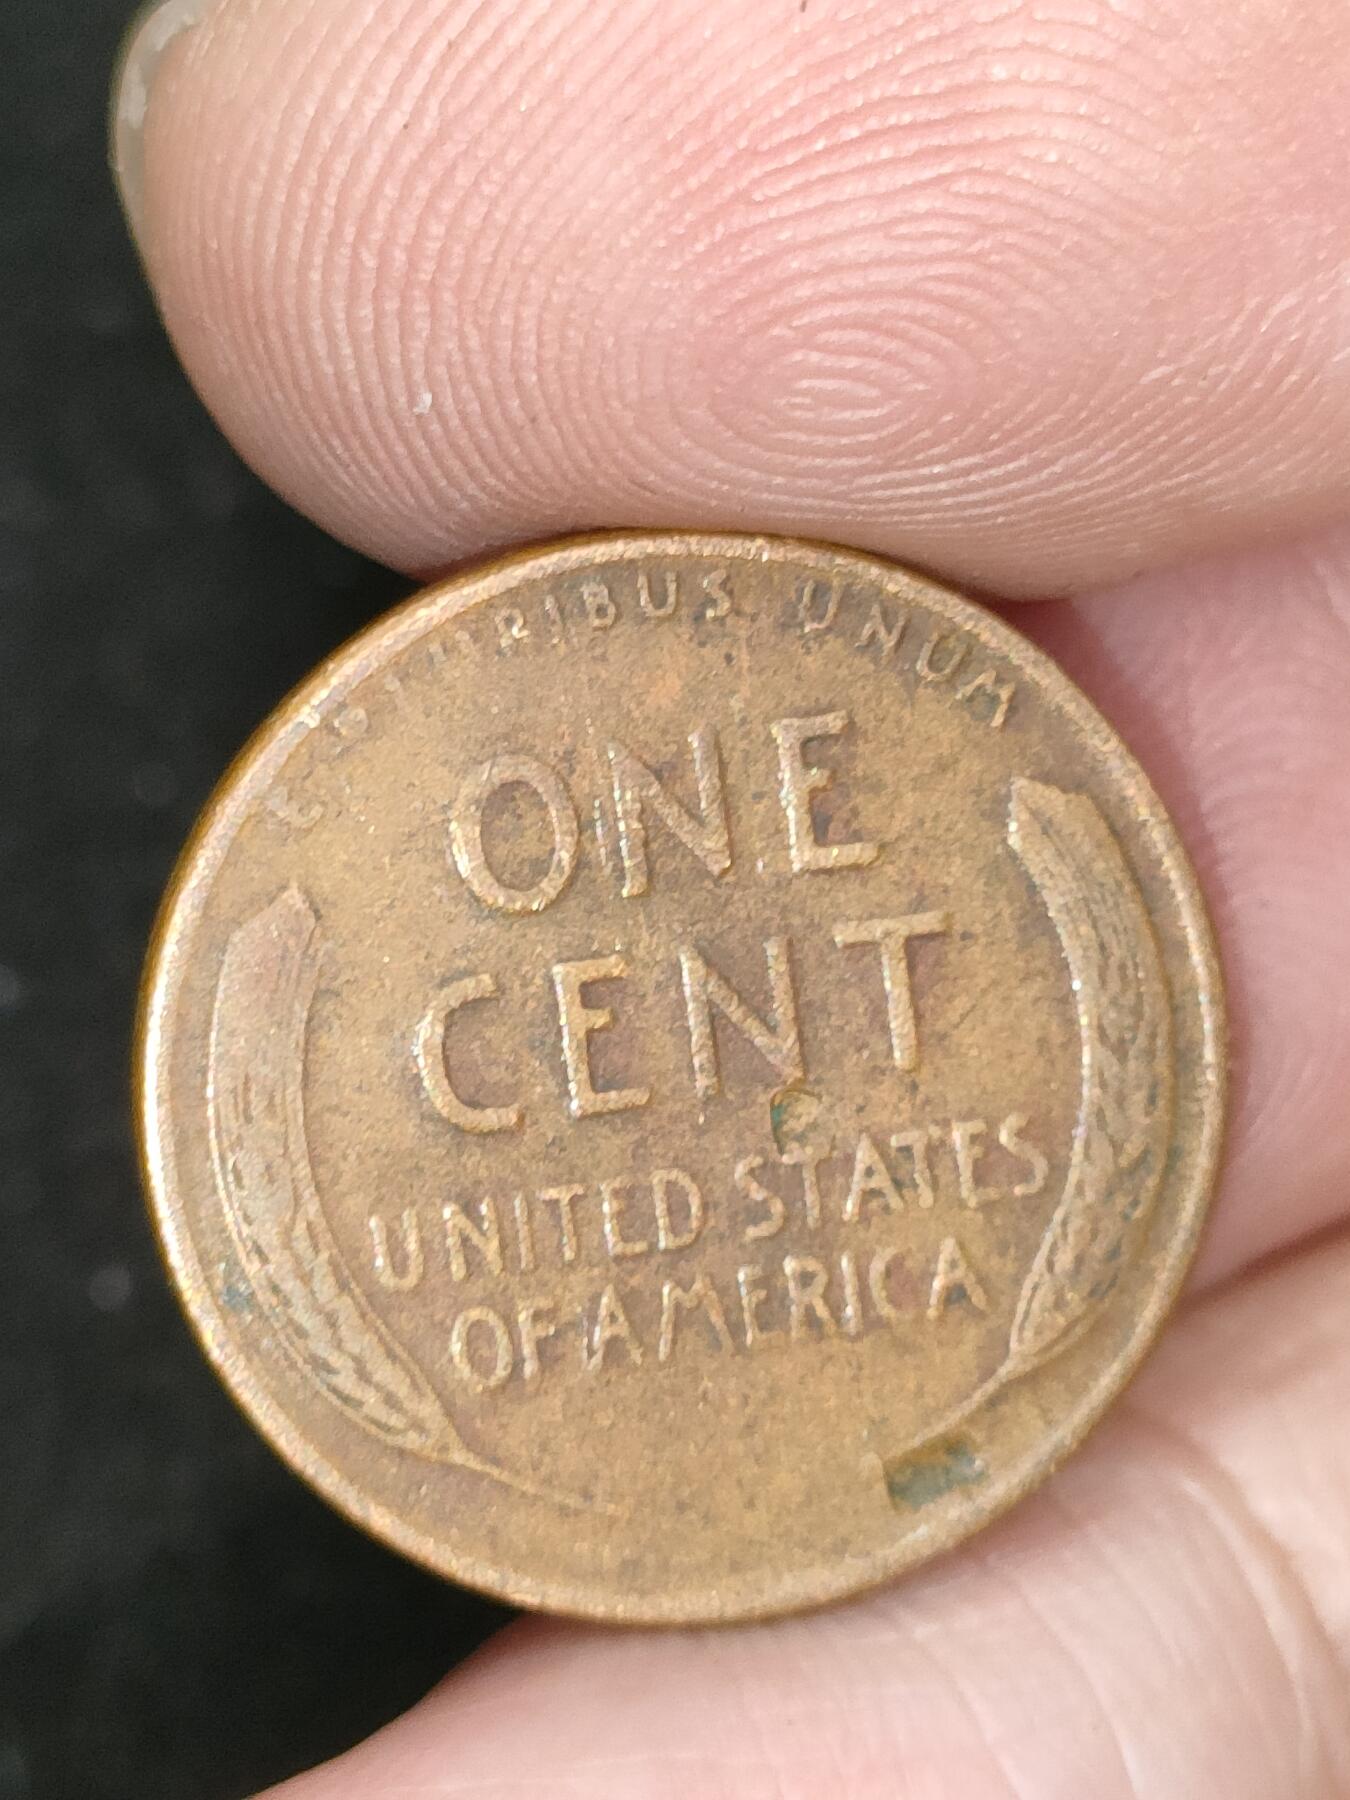 E PLURIBUS UNUM
ONE
CENT
UNITED STATES
OF AMERICA